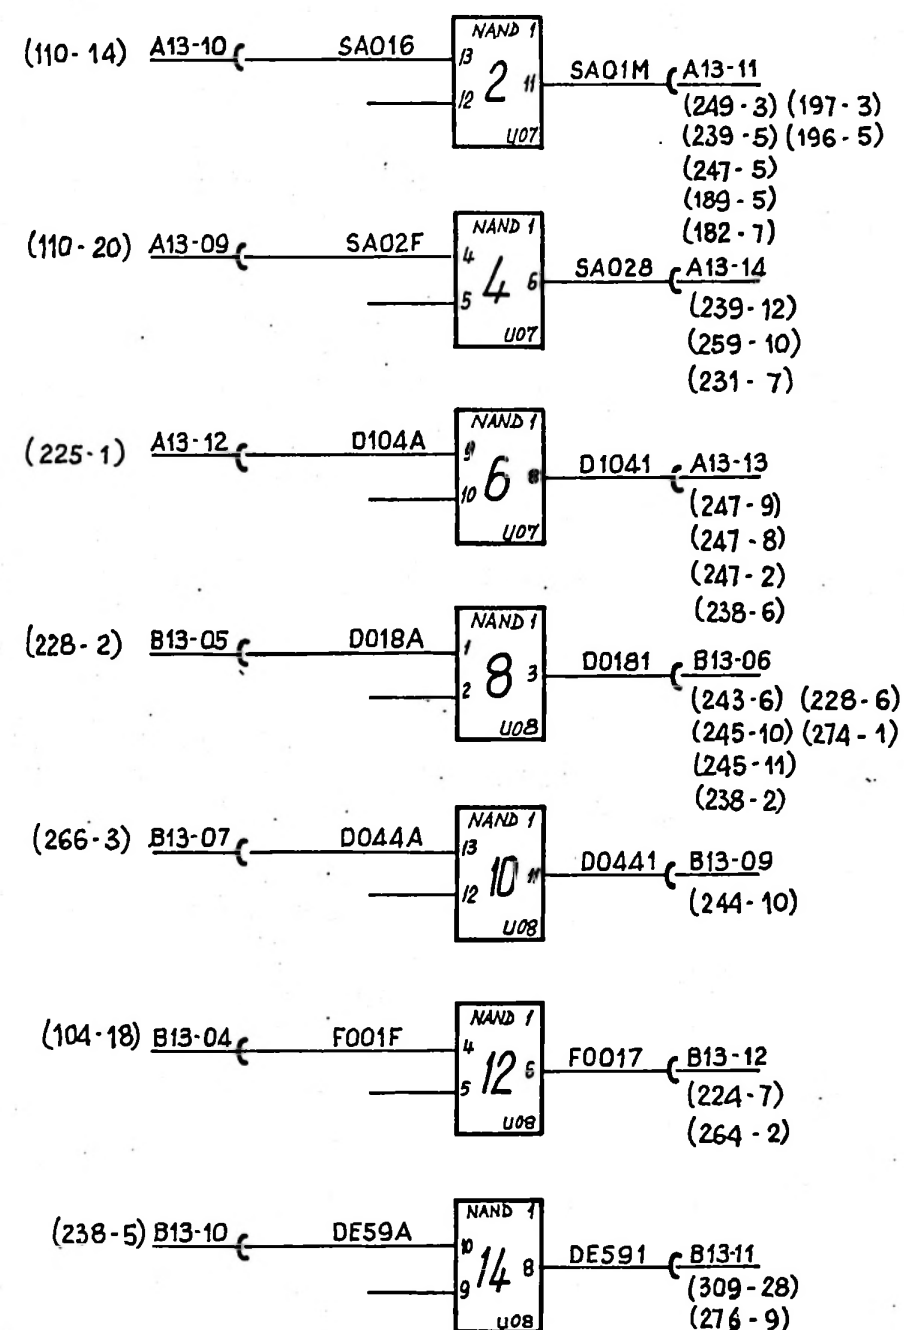 (110-14) A13-10 SA016 NAND 1
13 2 11 SA01M A13-11
12 (249-3) (197-3)
U07 (239-5) (196-5)
(247-5)
(189-5)
(182-7)
(110-20) A13-09 SA02F NAND 1
4 4 6 SA028 A13-14
5 (239-12)
U07 (259-10)
(231-7)
(225-1) A13-12 D104A NAND 1
9 6 8 D1041 A13-13
10 (247-9)
U07 (247-8)
(247-2)
(238-6)
(228-2) B13-05 D018A NAND 1
1 8 3 D0181 B13-06
2 (243-6) (228-6)
U08 (245-10) (274-1)
(245-11)
(238-2)
(266-3) B13-07 D044A NAND 1
13 10 11 D0441 B13-09
12 (244-10)
U08
(104-18) B13-04 F001F NAND 1
4 12 6 F0017 B13-12
5 (224-7)
U08 (264-2)
(238-5) B13-10 DE59A NAND 1
10 14 8 DE591 B13-11
9 (309-28)
U08 (276-9)